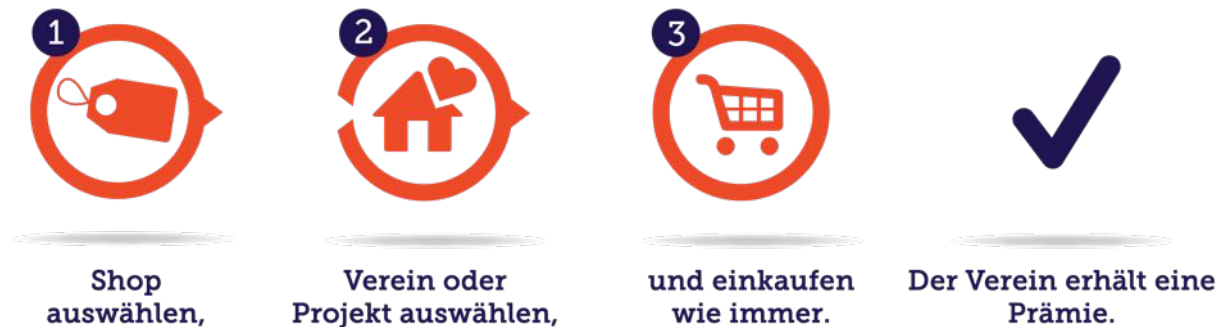 1
Shop
auswählen,
2
Verein oder
Projekt auswählen,
3
und einkaufen
wie immer.
Der Verein erhält eine
Prämie.